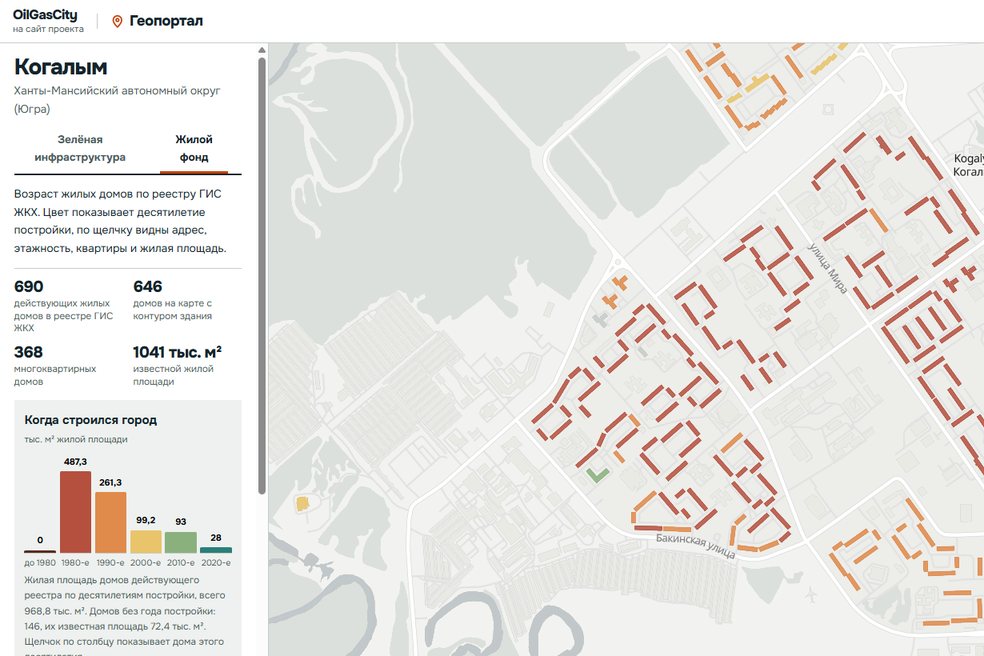 OilGasCity
на сайт проекта
Геопортал
Когалым
Ханты-Мансийский автономный округ
(Югра)
Зелёная
инфраструктура
Жилой
фонд
Возраст жилых домов по реестру ГИС
ЖКХ. Цвет показывает десятилетие
постройки, по щелчку видны адрес,
этажность, квартиры и жилая площадь.
690
действующих жилых
домов в реестре ГИС
ЖКХ
646
домов на карте с
контуром здания
368
многоквартирных
домов
1041 тыс. м²
известной жилой
площади
Когда строился город
тыс. м² жилой площади
487,3
261,3
99,2
93
28
0
до 1980 1980-е 1990-е 2000-е 2010-е 2020-е
Жилая площадь домов действующего
реестра по десятилетиям постройки, всего
968,8 тыс. м². Домов без года постройки:
146, их известная площадь 72,4 тыс. м².
Щелчок по столбцу показывает дома этого
улица Мира
Бакинская улица